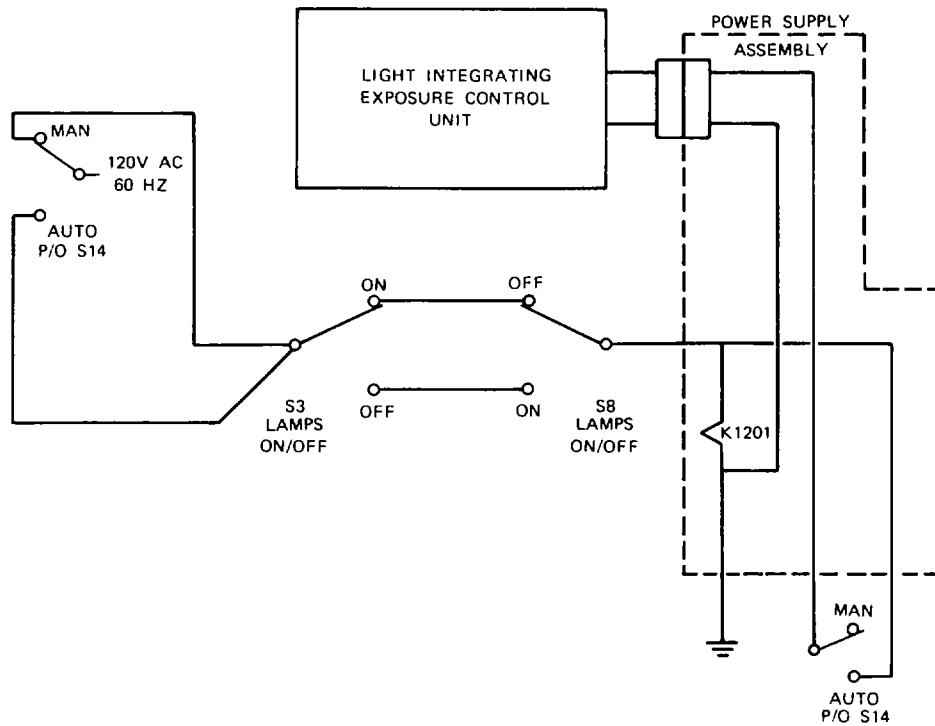 POWER SUPPLY
ASSEMBLY
LIGHT INTEGRATING
EXPOSURE CONTROL
UNIT
MAN
120V AC
60 HZ
AUTO
P/O S14
ON
OFF
S3
LAMPS
ON/OFF
OFF
ON
S8
LAMPS
ON/OFF
K1201
MAN
AUTO
P/O S14